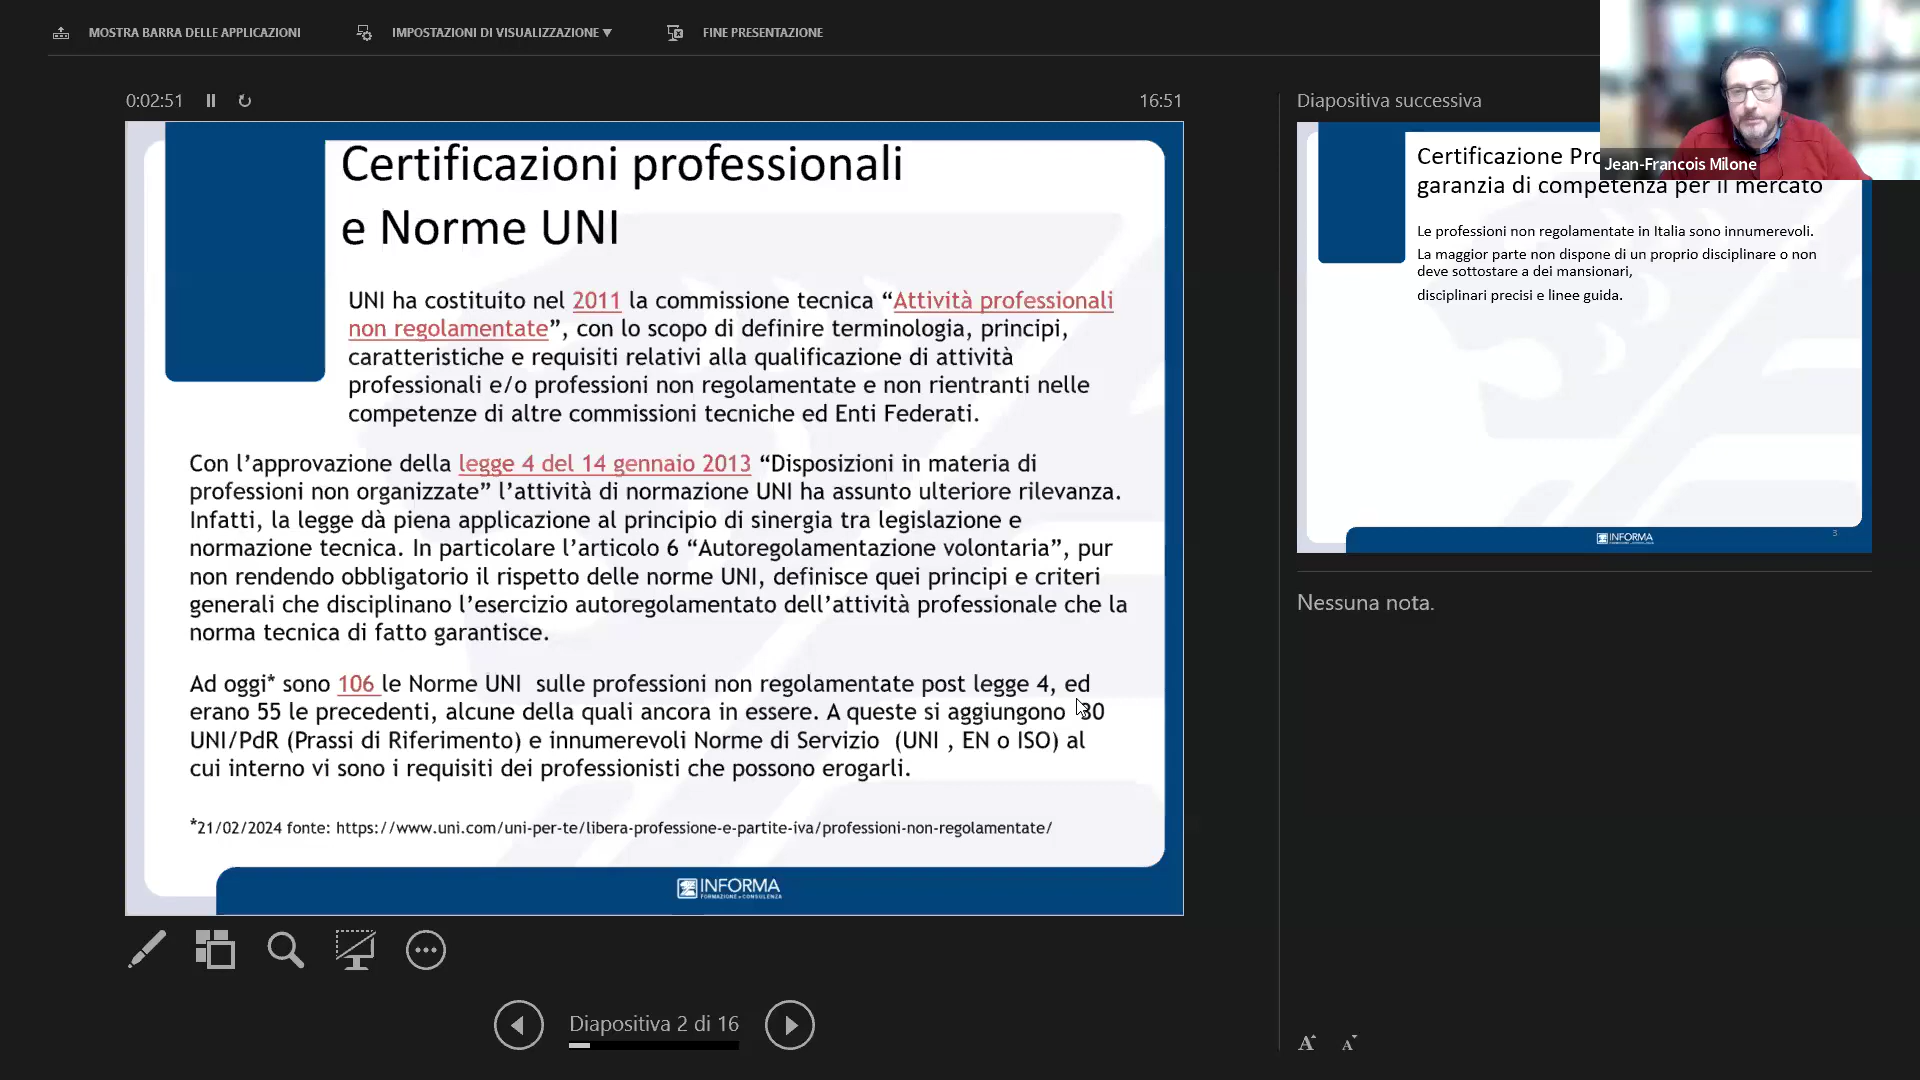 MOSTRA BARRA DELLE APPLICAZIONI
IMPOSTAZIONI DI VISUALIZZAZIONE ▼
FINE PRESENTAZIONE
0:02:51
16:51
Certificazioni professionali
e Norme UNI
UNI ha costituito nel 2011 la commissione tecnica “Attività professionali
non regolamentate”, con lo scopo di definire terminologia, principi,
caratteristiche e requisiti relativi alla qualificazione di attività
professionali e/o professioni non regolamentate e non rientranti nelle
competenze di altre commissioni tecniche ed Enti Federati.
Con l’approvazione della legge 4 del 14 gennaio 2013 “Disposizioni in materia di
professioni non organizzate” l’attività di normazione UNI ha assunto ulteriore rilevanza.
Infatti, la legge dà piena applicazione al principio di sinergia tra legislazione e
normazione tecnica. In particolare l’articolo 6 “Autoregolamentazione volontaria”, pur
non rendendo obbligatorio il rispetto delle norme UNI, definisce quei principi e criteri
generali che disciplinano l’esercizio autoregolamentato dell’attività professionale che la
norma tecnica di fatto garantisce.
Ad oggi* sono 106 le Norme UNI sulle professioni non regolamentate post legge 4, ed
erano 55 le precedenti, alcune della quali ancora in essere. A queste si aggiungono 30
UNI/PdR (Prassi di Riferimento) e innumerevoli Norme di Servizio (UNI , EN o ISO) al
cui interno vi sono i requisiti dei professionisti che possono erogarli.
*21/02/2024 fonte: https://www.uni.com/uni-per-te/libera-professione-e-partite-iva/professioni-non-regolamentate/
INFORMA
FORMAZIONE e CONSULENZA
Diapositiva 2 di 16
Diapositiva successiva
Jean-Francois Milone
Certificazione
garanzia di competenza per il mercato
Le professioni non regolamentate in Italia sono innumerevoli.
La maggior parte non dispone di un proprio disciplinare o non
deve sottostare a dei mansionari,
disciplinari precisi e linee guida.
INFORMA
3
Nessuna nota.
A A